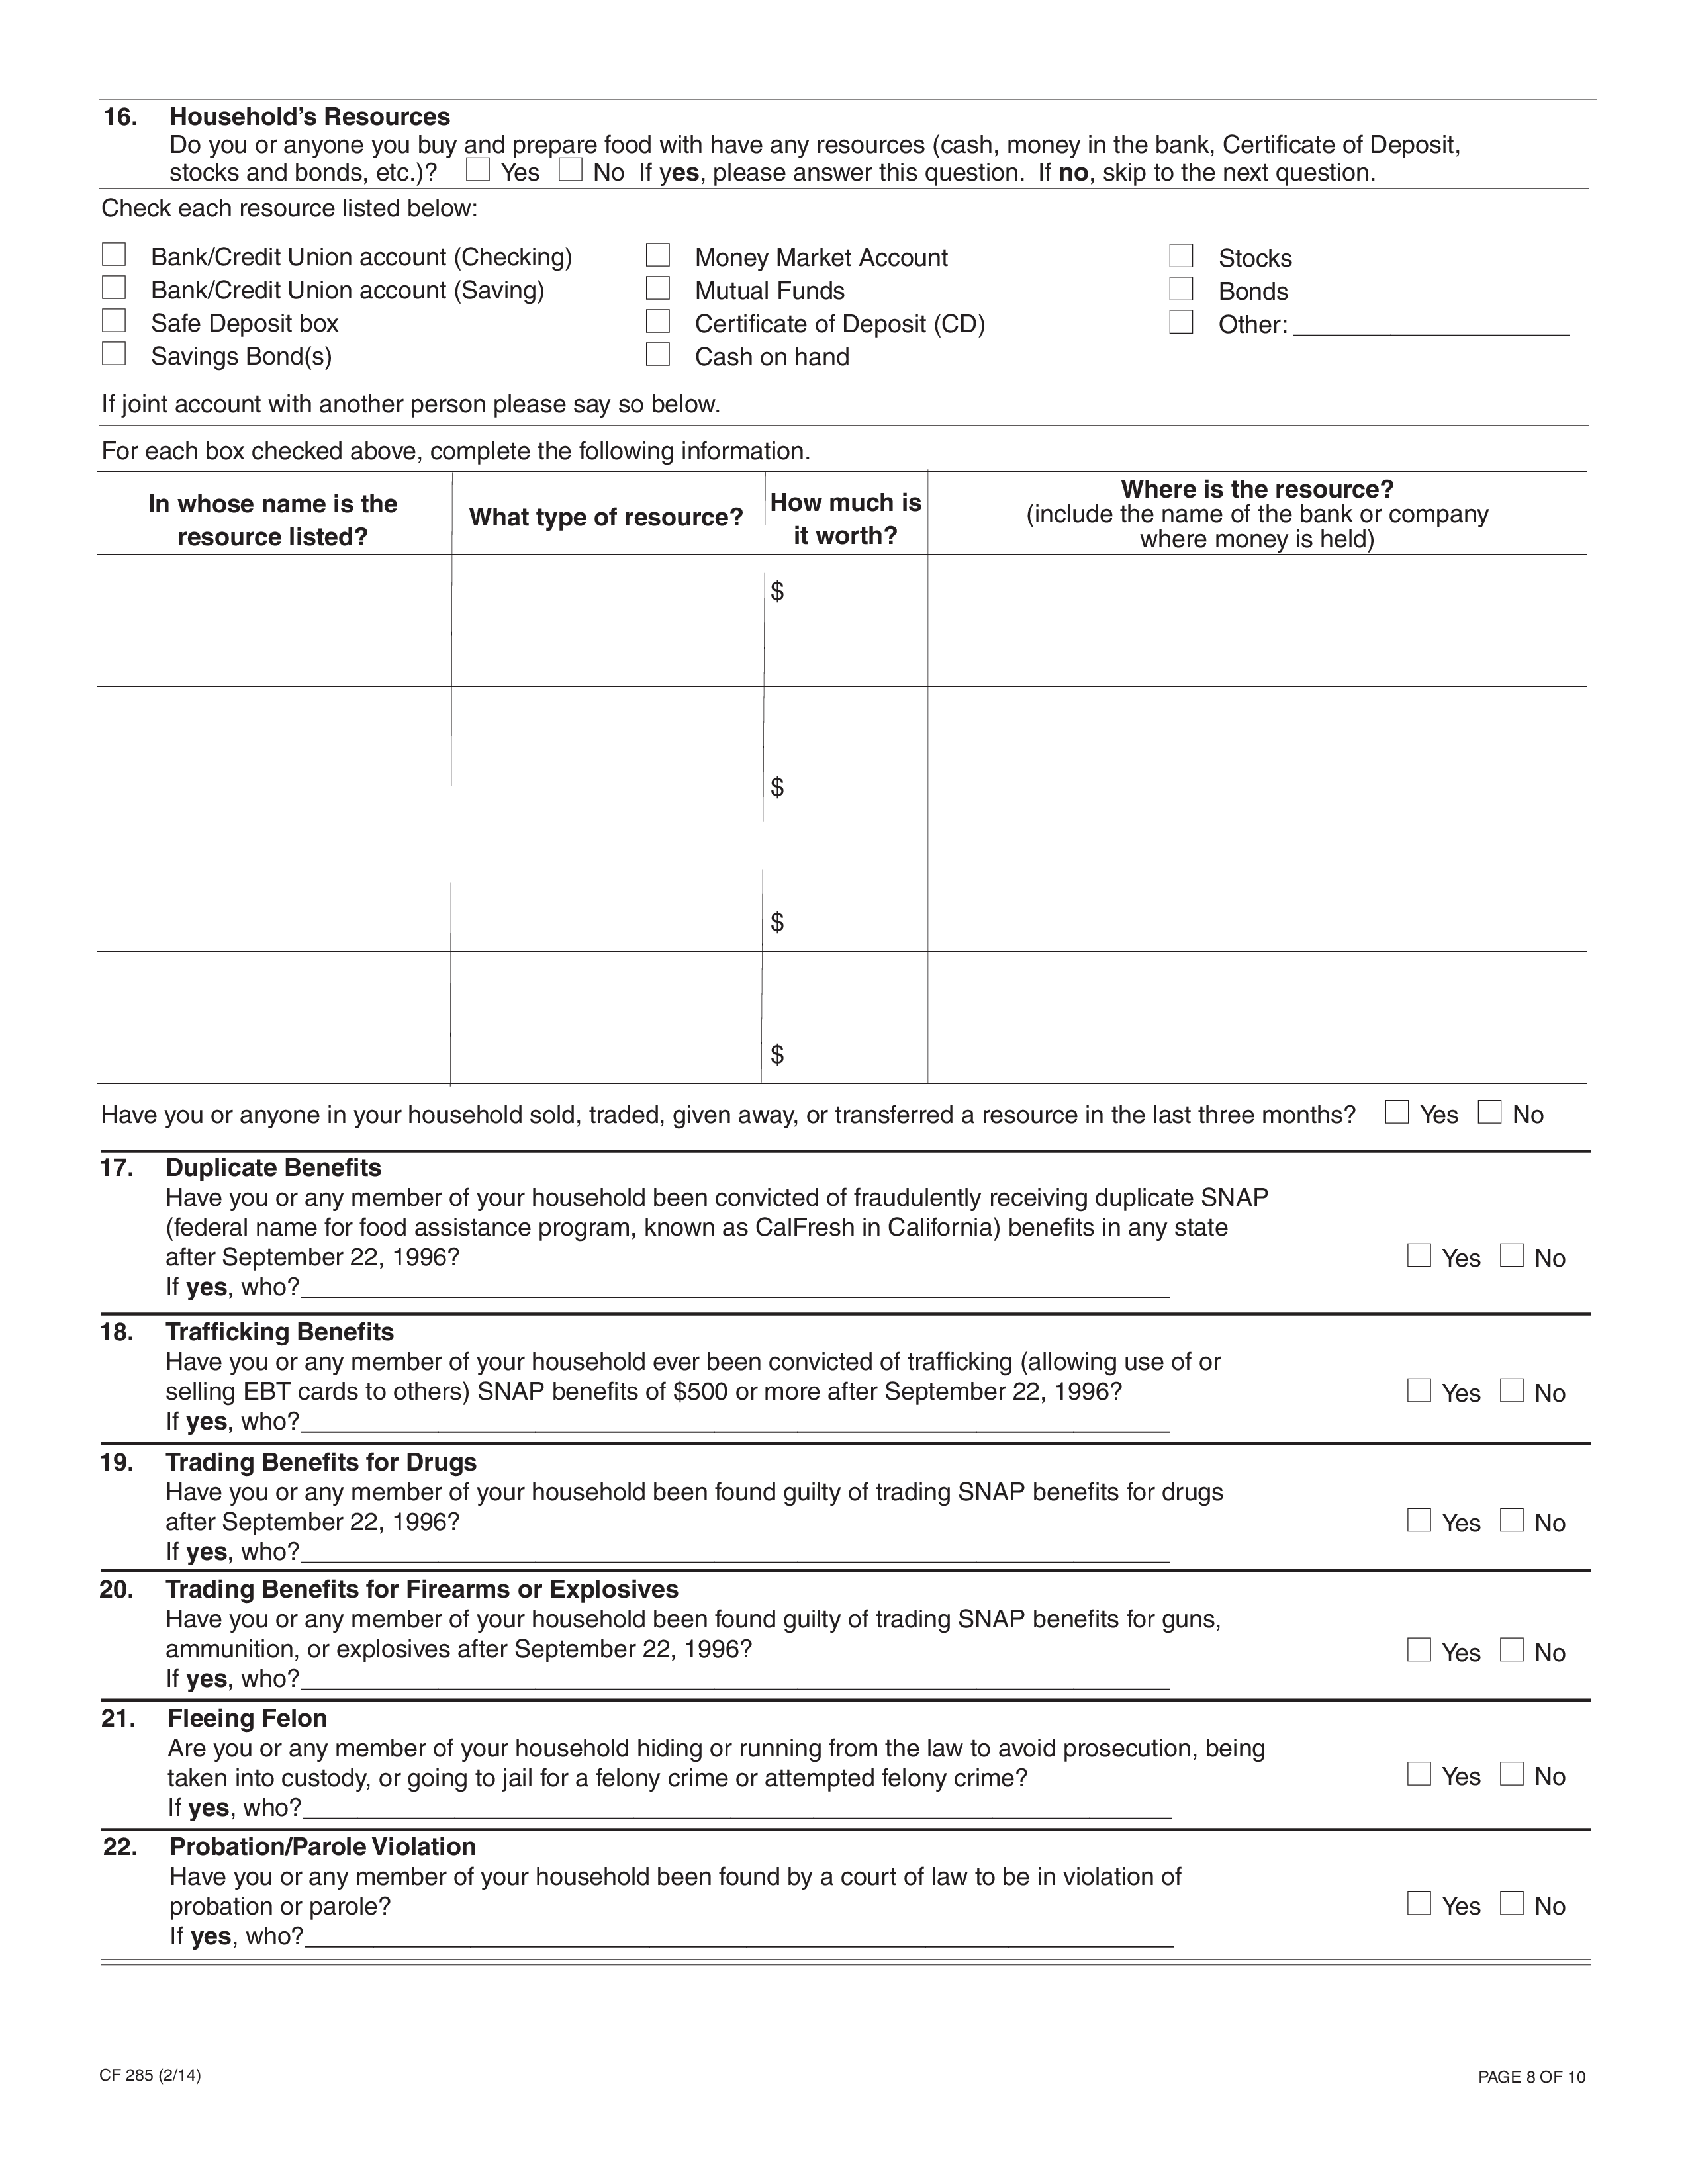 16. Household’s Resources
Do you or anyone you buy and prepare food with have any resources (cash, money in the bank, Certificate of Deposit,
stocks and bonds, etc.)? Yes No If yes, please answer this question. If no, skip to the next question.
Check each resource listed below:
Bank/Credit Union account (Checking) Money Market Account Stocks
Bank/Credit Union account (Saving) Mutual Funds Bonds
Safe Deposit box Certificate of Deposit (CD) Other: ____________________
Savings Bond(s) Cash on hand
If joint account with another person please say so below.
For each box checked above, complete the following information.
In whose name is the
resource listed?
What type of resource?
How much is
it worth?
Where is the resource?
(include the name of the bank or company
where money is held)
$
$
$
$
Have you or anyone in your household sold, traded, given away, or transferred a resource in the last three months? Yes No
17. Duplicate Benefits
Have you or any member of your household been convicted of fraudulently receiving duplicate SNAP
(federal name for food assistance program, known as CalFresh in California) benefits in any state
after September 22, 1996? Yes No
If yes, who?____________________
18. Trafficking Benefits
Have you or any member of your household ever been convicted of trafficking (allowing use of or
selling EBT cards to others) SNAP benefits of $500 or more after September 22, 1996? Yes No
If yes, who?____________________
19. Trading Benefits for Drugs
Have you or any member of your household been found guilty of trading SNAP benefits for drugs
after September 22, 1996? Yes No
If yes, who?____________________
20. Trading Benefits for Firearms or Explosives
Have you or any member of your household been found guilty of trading SNAP benefits for guns,
ammunition, or explosives after September 22, 1996? Yes No
If yes, who?____________________
21. Fleeing Felon
Are you or any member of your household hiding or running from the law to avoid prosecution, being
taken into custody, or going to jail for a felony crime or attempted felony crime? Yes No
If yes, who?____________________
22. Probation/Parole Violation
Have you or any member of your household been found by a court of law to be in violation of
probation or parole? Yes No
If yes, who?____________________
CF 285 (2/14) PAGE 8 OF 10